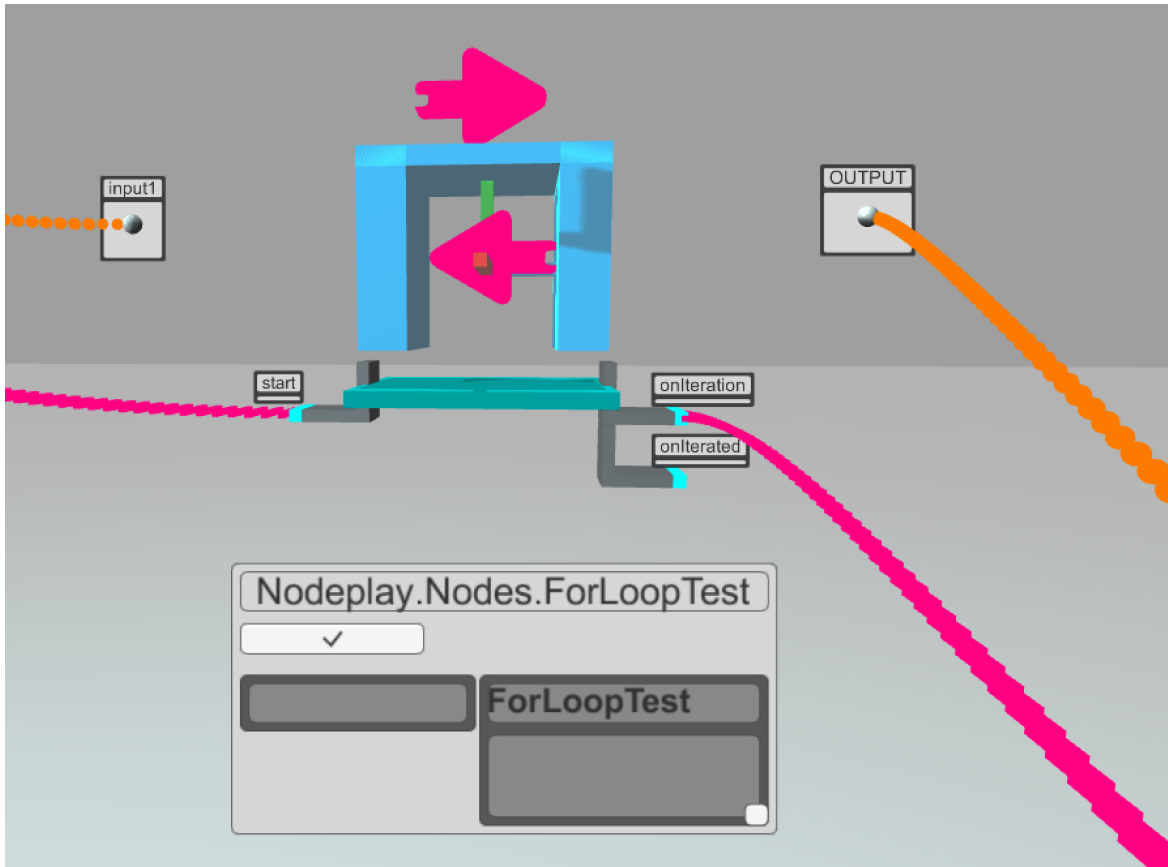 input1
OUTPUT
start
onIteration
onIterated
Nodeplay.Nodes.ForLoopTest
ForLoopTest